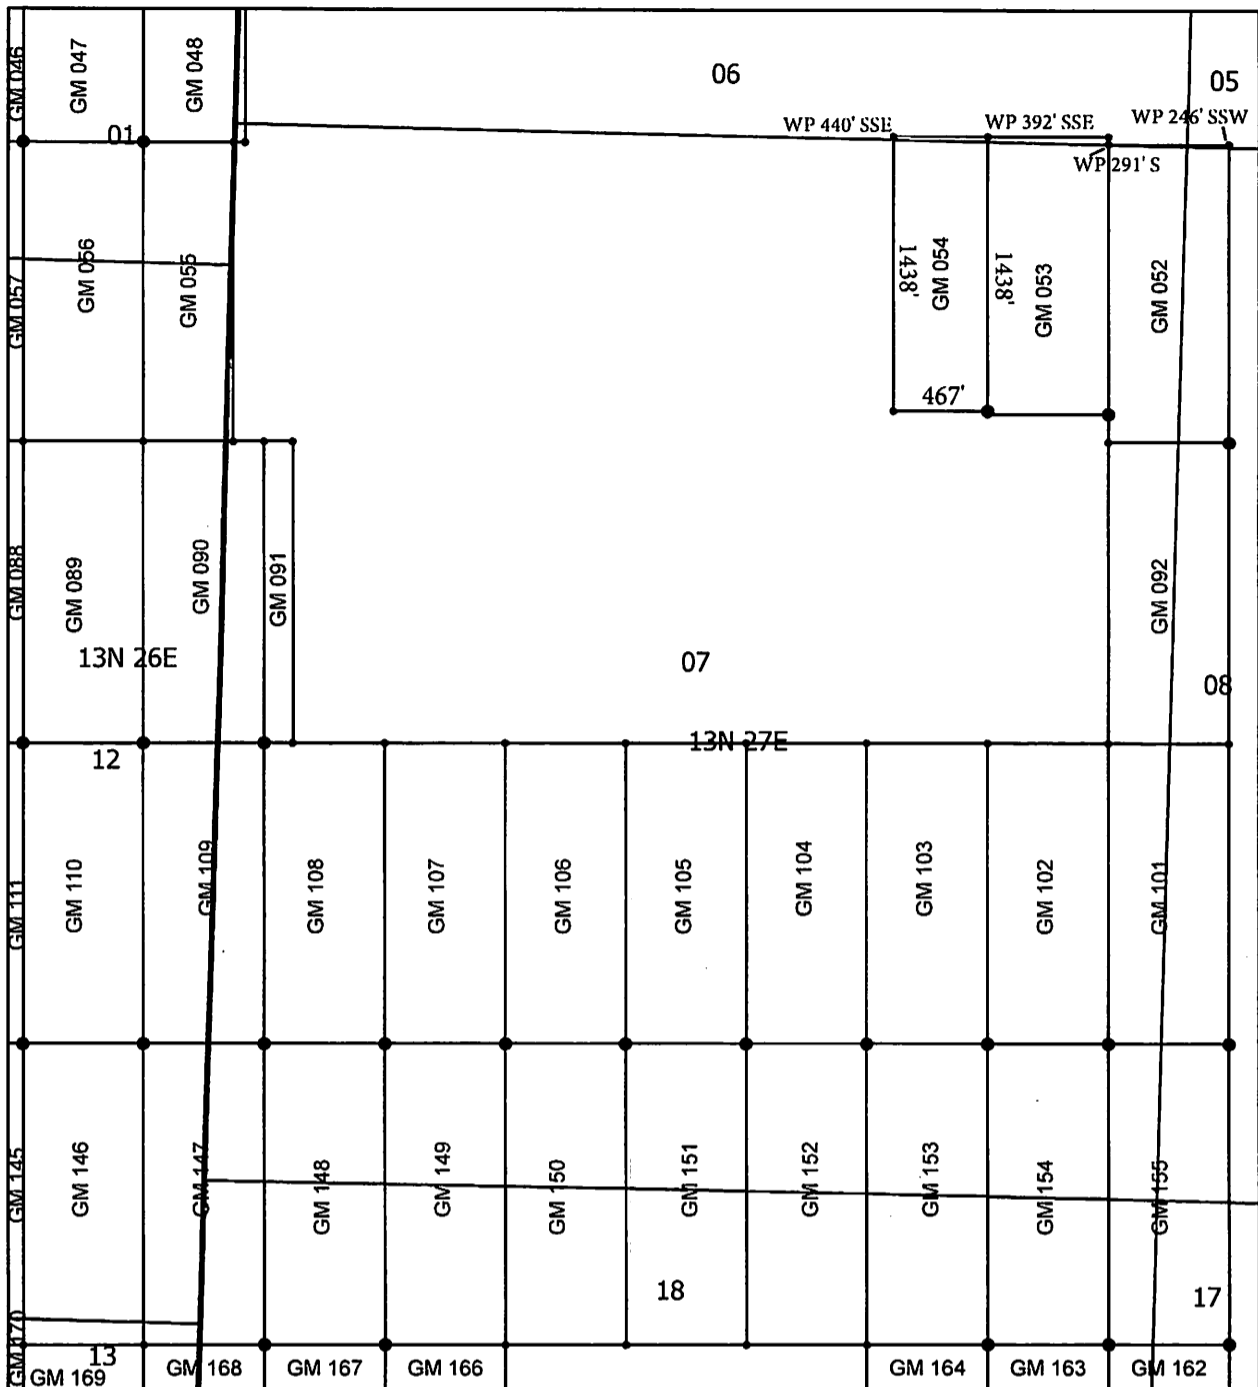 GM 046
GM 047
GM 048
06
05
01
WP 440' SSE
WP 392' SSE
WP 246' SSW
WP 291' S
GM 057
GM 056
GM 055
1438'
GM 054
1438'
GM 053
GM 052
467'
GM 088
GM 089
GM 090
GM 091
GM 092
13N 26E
07
08
13N 27E
12
GM 111
GM 110
GM 109
GM 108
GM 107
GM 106
GM 105
GM 104
GM 103
GM 102
GM 101
GM 145
GM 146
GM 147
GM 148
GM 149
GM 150
GM 151
GM 152
GM 153
GM 154
GM 155
18
17
GM 170
13
GM 169
GM 168
GM 167
GM 166
GM 164
GM 163
GM 162